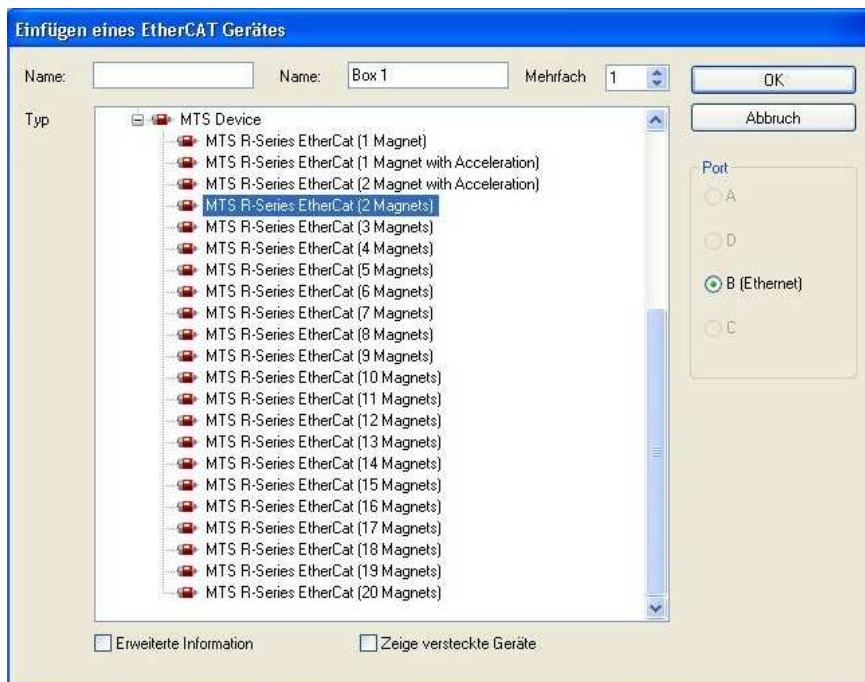 Einfügen eines EtherCAT Gerätes
Name: Name: Box 1 Mehrfach 1 OK
Typ Abbruch
MTS Device
MTS R-Series EtherCat (1 Magnet)
MTS R-Series EtherCat (1 Magnet with Acceleration)
MTS R-Series EtherCat (2 Magnet with Acceleration)
MTS R-Series EtherCat (2 Magnets)
MTS R-Series EtherCat (3 Magnets)
MTS R-Series EtherCat (4 Magnets)
MTS R-Series EtherCat (5 Magnets)
MTS R-Series EtherCat (6 Magnets)
MTS R-Series EtherCat (7 Magnets)
MTS R-Series EtherCat (8 Magnets)
MTS R-Series EtherCat (9 Magnets)
MTS R-Series EtherCat (10 Magnets)
MTS R-Series EtherCat (11 Magnets)
MTS R-Series EtherCat (12 Magnets)
MTS R-Series EtherCat (13 Magnets)
MTS R-Series EtherCat (14 Magnets)
MTS R-Series EtherCat (15 Magnets)
MTS R-Series EtherCat (16 Magnets)
MTS R-Series EtherCat (17 Magnets)
MTS R-Series EtherCat (18 Magnets)
MTS R-Series EtherCat (19 Magnets)
MTS R-Series EtherCat (20 Magnets)
Port
A
D
B (Ethernet)
C
Erweiterte Information Zeige versteckte Geräte